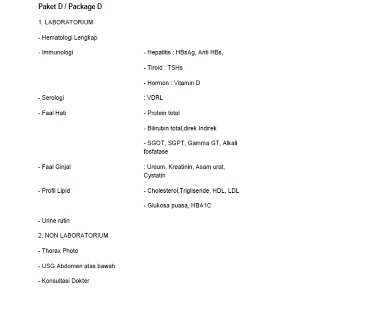 Paket D / Package D
1. LABORATORIUM
- Hematologi Lengkap
- Immunologi - Hepatitis : HBsAg, Anti HBs,
- Tiroid : TSHs
- Hormon : Vitamin D
- Serologi : VDRL
- Faal Hati - Protein total
- Bilirubin total,direk Indirek
- SGOT, SGPT, Gamma GT, Alkali
fosfatase
- Faal Ginjal : Ureum, Kreatinin, Asam urat,
Cystatin
- Profil Lipid - Cholesterol,Trigliseride, HDL, LDL
- Glukosa puasa, HBA1C
- Urine rutin
2. NON LABORATORIUM
- Thorax Photo
- USG Abdomen atas bawah
- Konsultasi Dokter